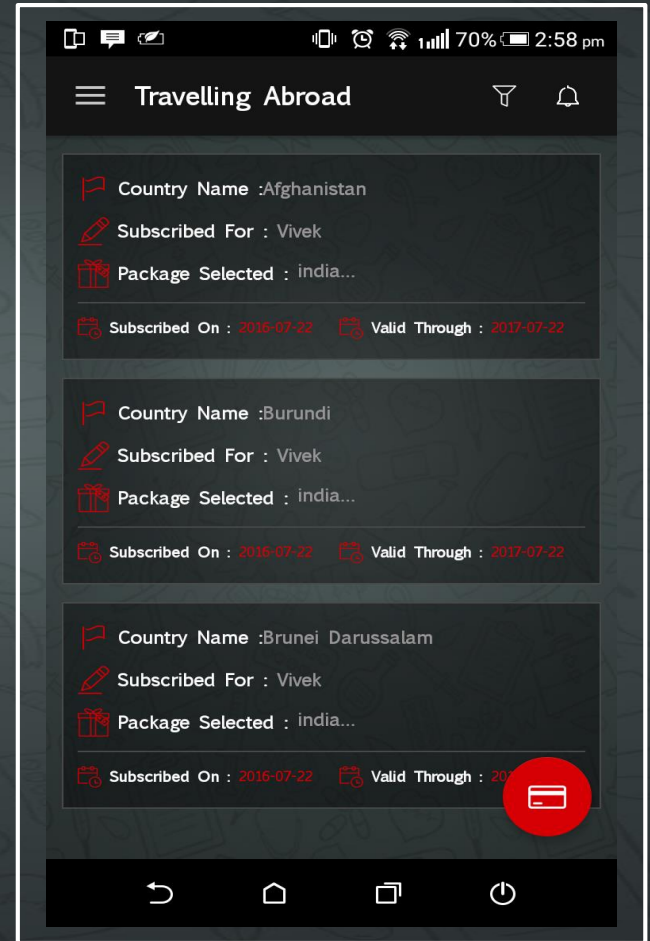 70% 2:58 pm
Travelling Abroad
Country Name :Afghanistan
Subscribed For : Vivek
Package Selected : india...
Subscribed On : 2016-07-22 Valid Through : 2017-07-22
Country Name :Burundi
Subscribed For : Vivek
Package Selected : india...
Subscribed On : 2016-07-22 Valid Through : 2017-07-22
Country Name :Brunei Darussalam
Subscribed For : Vivek
Package Selected : india...
Subscribed On : 2016-07-22 Valid Through :